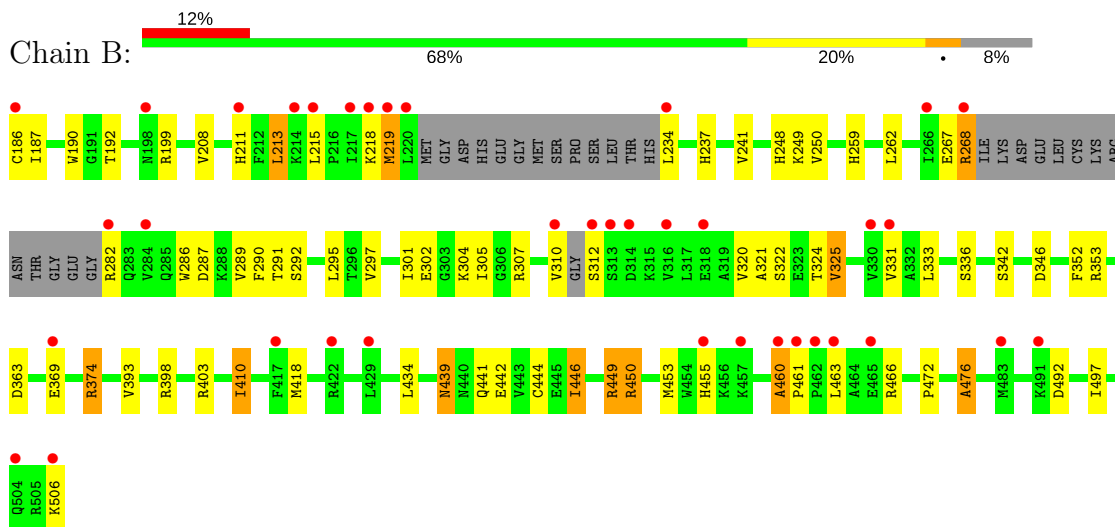 12%
Chain B:
68% 20% • 8%
C186 I187 W190 G191 T192 N198 R199 V208 H211 F212 L213 K214 L215 P216 I217 K218 M219 L220 MET GLY ASP HIS GLU GLY MET SER PRO SER LEU THR HIS L234 H237 V241 H248 K249 V250 H259 L262 I266 E267 R268 ILE LYS ASP GLU LEU CYS LYS ARG
ASN THR GLY GLU GLY R282 Q283 V284 Q285 W286 D287 K288 V289 F290 T291 S292 L295 T296 V297 I301 E302 G303 K304 I305 G306 R307 V310 GLY S312 S313 D314 K315 V316 L317 E318 A319 V320 A321 S322 E323 T324 V325 V330 V331 A332 L333 S336 S342 D346 F352 R353
D363 E369 R374 V393 R398 R403 I410 F417 M418 R422 L429 L434 N439 N440 Q441 E442 V443 C444 E445 I446 R449 R450 M453 W454 H455 K456 K457 A460 P461 P462 L463 A464 E465 R466 P472 A476 M483 K491 D492 I497
Q504 R505 K506